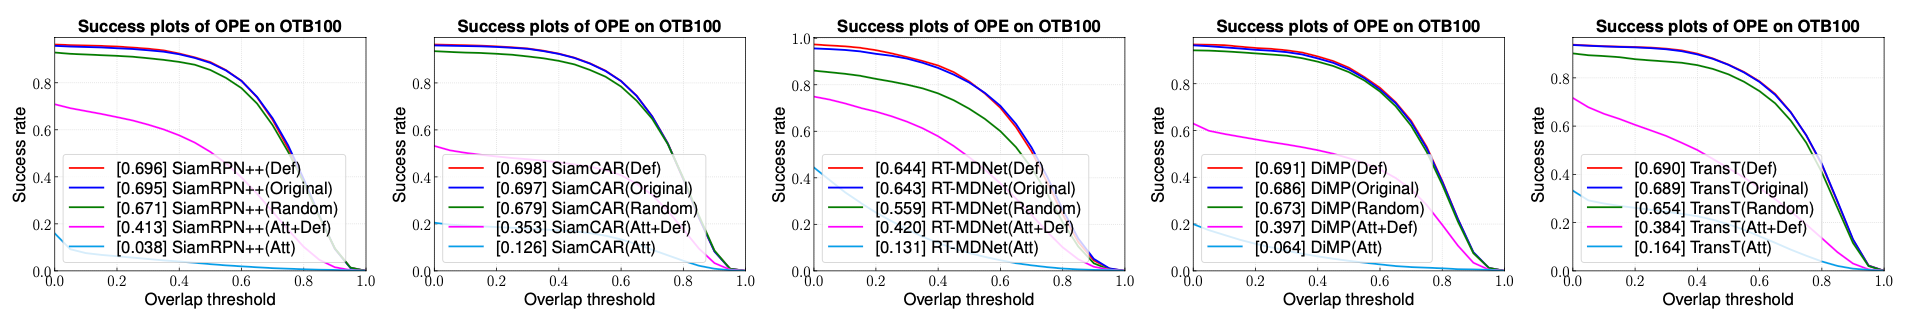 Success plots of OPE on OTB100
Success rate
0.8
0.6
0.4
0.2
0.0
[0.696] SiamRPN++(Def)
[0.695] SiamRPN++(Original)
[0.671] SiamRPN++(Random)
[0.413] SiamRPN++(Att+Def)
[0.038] SiamRPN++(Att)
0.0 0.2 0.4 0.6 0.8 1.0
Overlap threshold
Success plots of OPE on OTB100
Success rate
0.8
0.6
0.4
0.2
0.0
[0.698] SiamCAR(Def)
[0.697] SiamCAR(Original)
[0.679] SiamCAR(Random)
[0.353] SiamCAR(Att+Def)
[0.126] SiamCAR(Att)
0.0 0.2 0.4 0.6 0.8 1.0
Overlap threshold
Success plots of OPE on OTB100
Success rate
1.0
0.8
0.6
0.4
0.2
0.0
[0.644] RT-MDNet(Def)
[0.643] RT-MDNet(Original)
[0.559] RT-MDNet(Random)
[0.420] RT-MDNet(Att+Def)
[0.131] RT-MDNet(Att)
0.0 0.2 0.4 0.6 0.8 1.0
Overlap threshold
Success plots of OPE on OTB100
Success rate
0.8
0.6
0.4
0.2
0.0
[0.691] DiMP(Def)
[0.686] DiMP(Original)
[0.673] DiMP(Random)
[0.397] DiMP(Att+Def)
[0.064] DiMP(Att)
0.0 0.2 0.4 0.6 0.8 1.0
Overlap threshold
Success plots of OPE on OTB100
Success rate
0.8
0.6
0.4
0.2
0.0
[0.690] TransT(Def)
[0.689] TransT(Original)
[0.654] TransT(Random)
[0.384] TransT(Att+Def)
[0.164] TransT(Att)
0.0 0.2 0.4 0.6 0.8 1.0
Overlap threshold